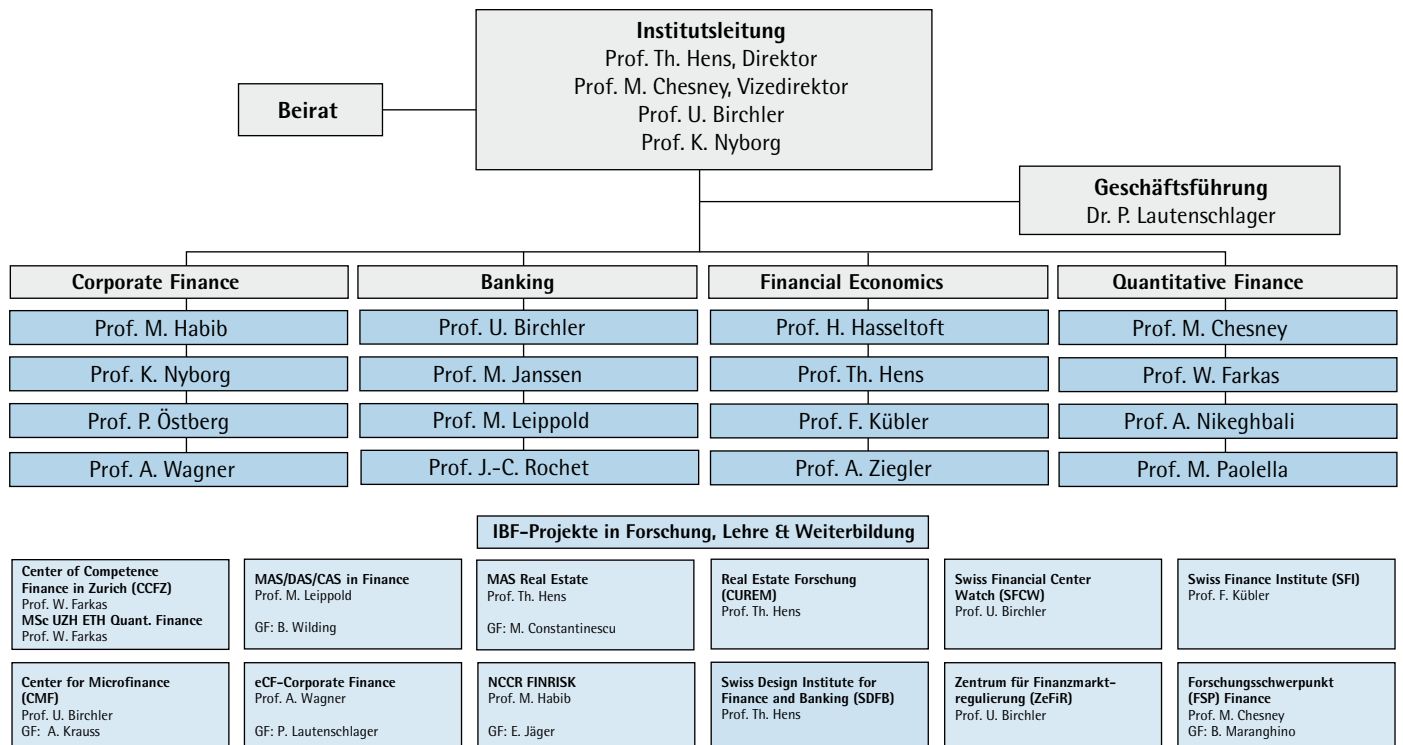 Institutsleitung
Prof. Th. Hens, Direktor
Prof. M. Chesney, Vizedirektor
Prof. U. Birchler
Prof. K. Nyborg
Beirat
Geschäftsführung
Dr. P. Lautenschlager
Corporate Finance
Prof. M. Habib
Prof. K. Nyborg
Prof. P. Östberg
Prof. A. Wagner
Banking
Prof. U. Birchler
Prof. M. Janssen
Prof. M. Leippold
Prof. J.-C. Rochet
Financial Economics
Prof. H. Hasseltoft
Prof. Th. Hens
Prof. F. Kübler
Prof. A. Ziegler
Quantitative Finance
Prof. M. Chesney
Prof. W. Farkas
Prof. A. Nikeghbali
Prof. M. Paolella
IBF-Projekte in Forschung, Lehre & Weiterbildung
Center of Competence
Finance in Zurich (CCFZ)
Prof. W. Farkas
MSc UZH ETH Quant. Finance
Prof. W. Farkas
MAS/DAS/CAS in Finance
Prof. M. Leippold
GF: B. Wilding
MAS Real Estate
Prof. Th. Hens
GF: M. Constantinescu
Real Estate Forschung
(CUREM)
Prof. Th. Hens
Swiss Financial Center
Watch (SFCW)
Prof. U. Birchler
Swiss Finance Institute (SFI)
Prof. F. Kübler
Center for Microfinance
(CMF)
Prof. U. Birchler
GF: A. Krauss
eCF-Corporate Finance
Prof. A. Wagner
GF: P. Lautenschlager
NCCR FINRISK
Prof. M. Habib
GF: E. Jäger
Swiss Design Institute for
Finance and Banking (SDFB)
Prof. Th. Hens
Zentrum für Finanzmarkt-
regulierung (ZeFiR)
Prof. U. Birchler
Forschungsschwerpunkt
(FSP) Finance
Prof. M. Chesney
GF: B. Maranghino